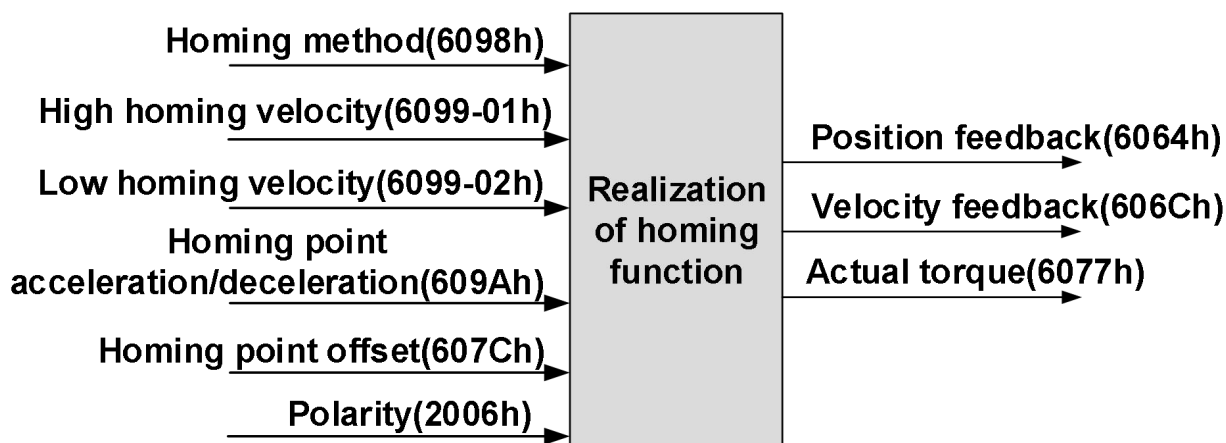 Homing method(6098h)
High homing velocity(6099-01h)
Low homing velocity(6099-02h)
Homing point
acceleration/deceleration(609Ah)
Homing point offset(607Ch)
Polarity(2006h)
Realization
of homing
function
Position feedback(6064h)
Velocity feedback(606Ch)
Actual torque(6077h)